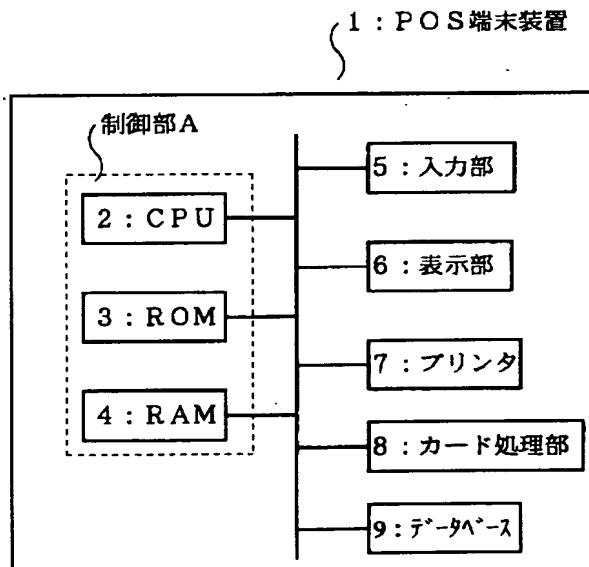 1：POS端末装置
制御部A
2：CPU
3：ROM
4：RAM
5：入力部
6：表示部
7：プリンタ
8：カード処理部
9：ﾃﾞｰﾀﾍﾞｰｽ